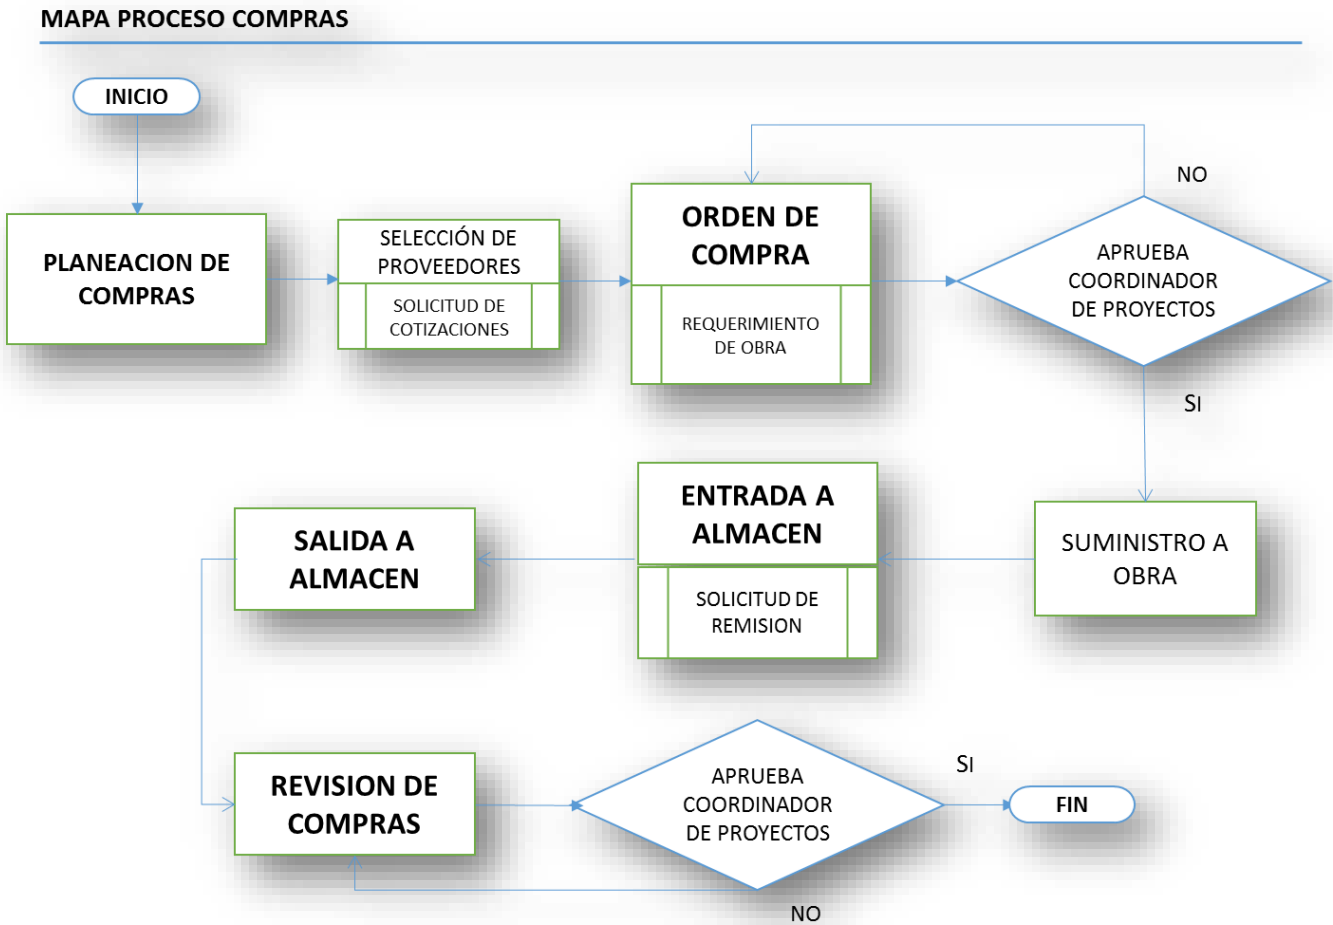 MAPA PROCESO COMPRAS
INICIO
PLANEACION DE
COMPRAS
SELECCIÓN DE
PROVEEDORES
SOLICITUD DE
COTIZACIONES
ORDEN DE
COMPRA
REQUERIMIENTO
DE OBRA
APRUEBA
COORDINADOR
DE PROYECTOS
NO
SI
SUMINISTRO A
OBRA
ENTRADA A
ALMACEN
SOLICITUD DE
REMISION
SALIDA A
ALMACEN
REVISION DE
COMPRAS
APRUEBA
COORDINADOR
DE PROYECTOS
SI
FIN
NO